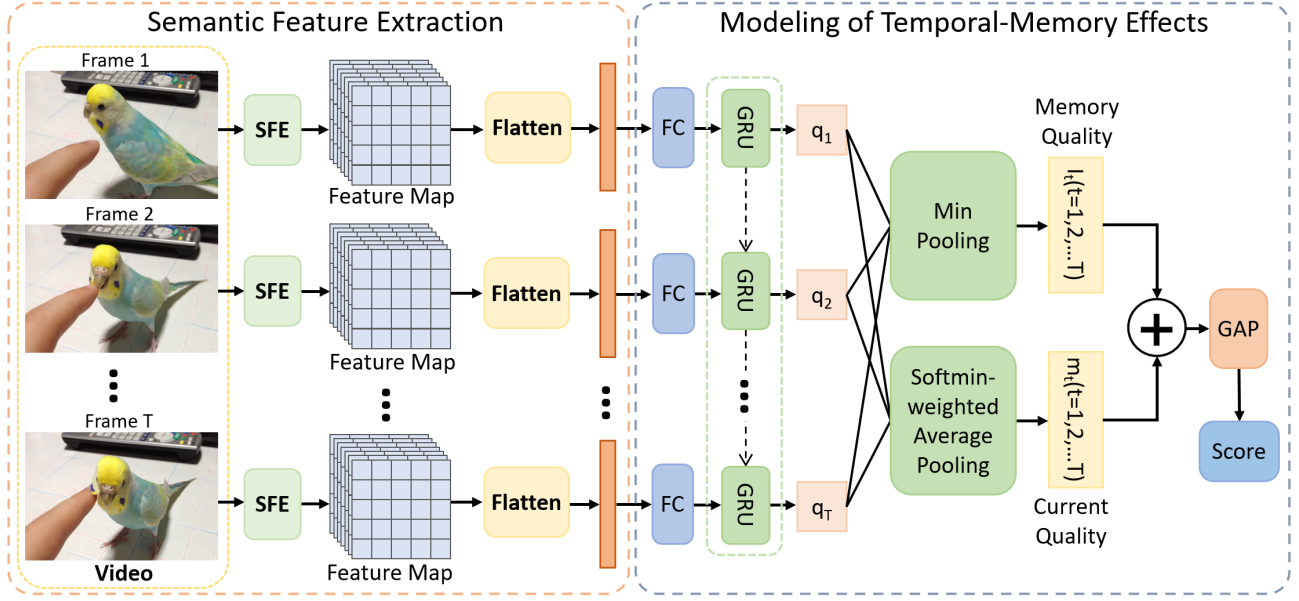 Semantic Feature Extraction
Modeling of Temporal-Memory Effects
Frame 1
SFE
Feature Map
Flatten
FC
GRU
q1
Frame 2
SFE
Feature Map
Flatten
FC
GRU
q2
Frame T
SFE
Feature Map
Flatten
FC
GRU
qT
Video
Min
Pooling
Softmin-
weighted
Average
Pooling
Memory
Quality
lt(t=1,2,...T)
mt(t=1,2,...T)
Current
Quality
+
GAP
Score